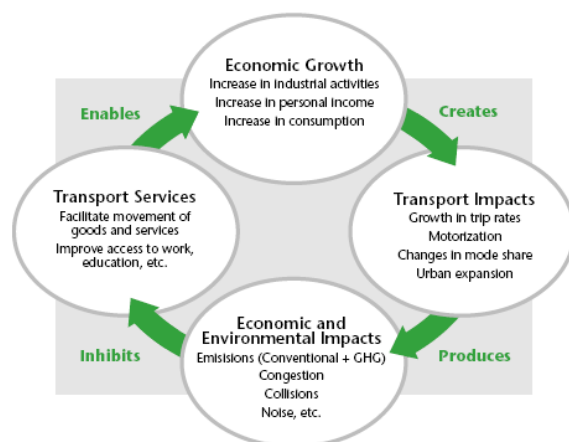 Economic Growth
Increase in industrial activities
Increase in personal income
Increase in consumption
Enables
Creates
Transport Services
Facilitate movement of
goods and services
Improve access to work,
education, etc.
Transport Impacts
Growth in trip rates
Motorization
Changes in mode share
Urban expansion
Economic and
Environmental Impacts
Emisisions (Conventional + GHG)
Congestion
Collisions
Noise, etc.
Inhibits
Produces